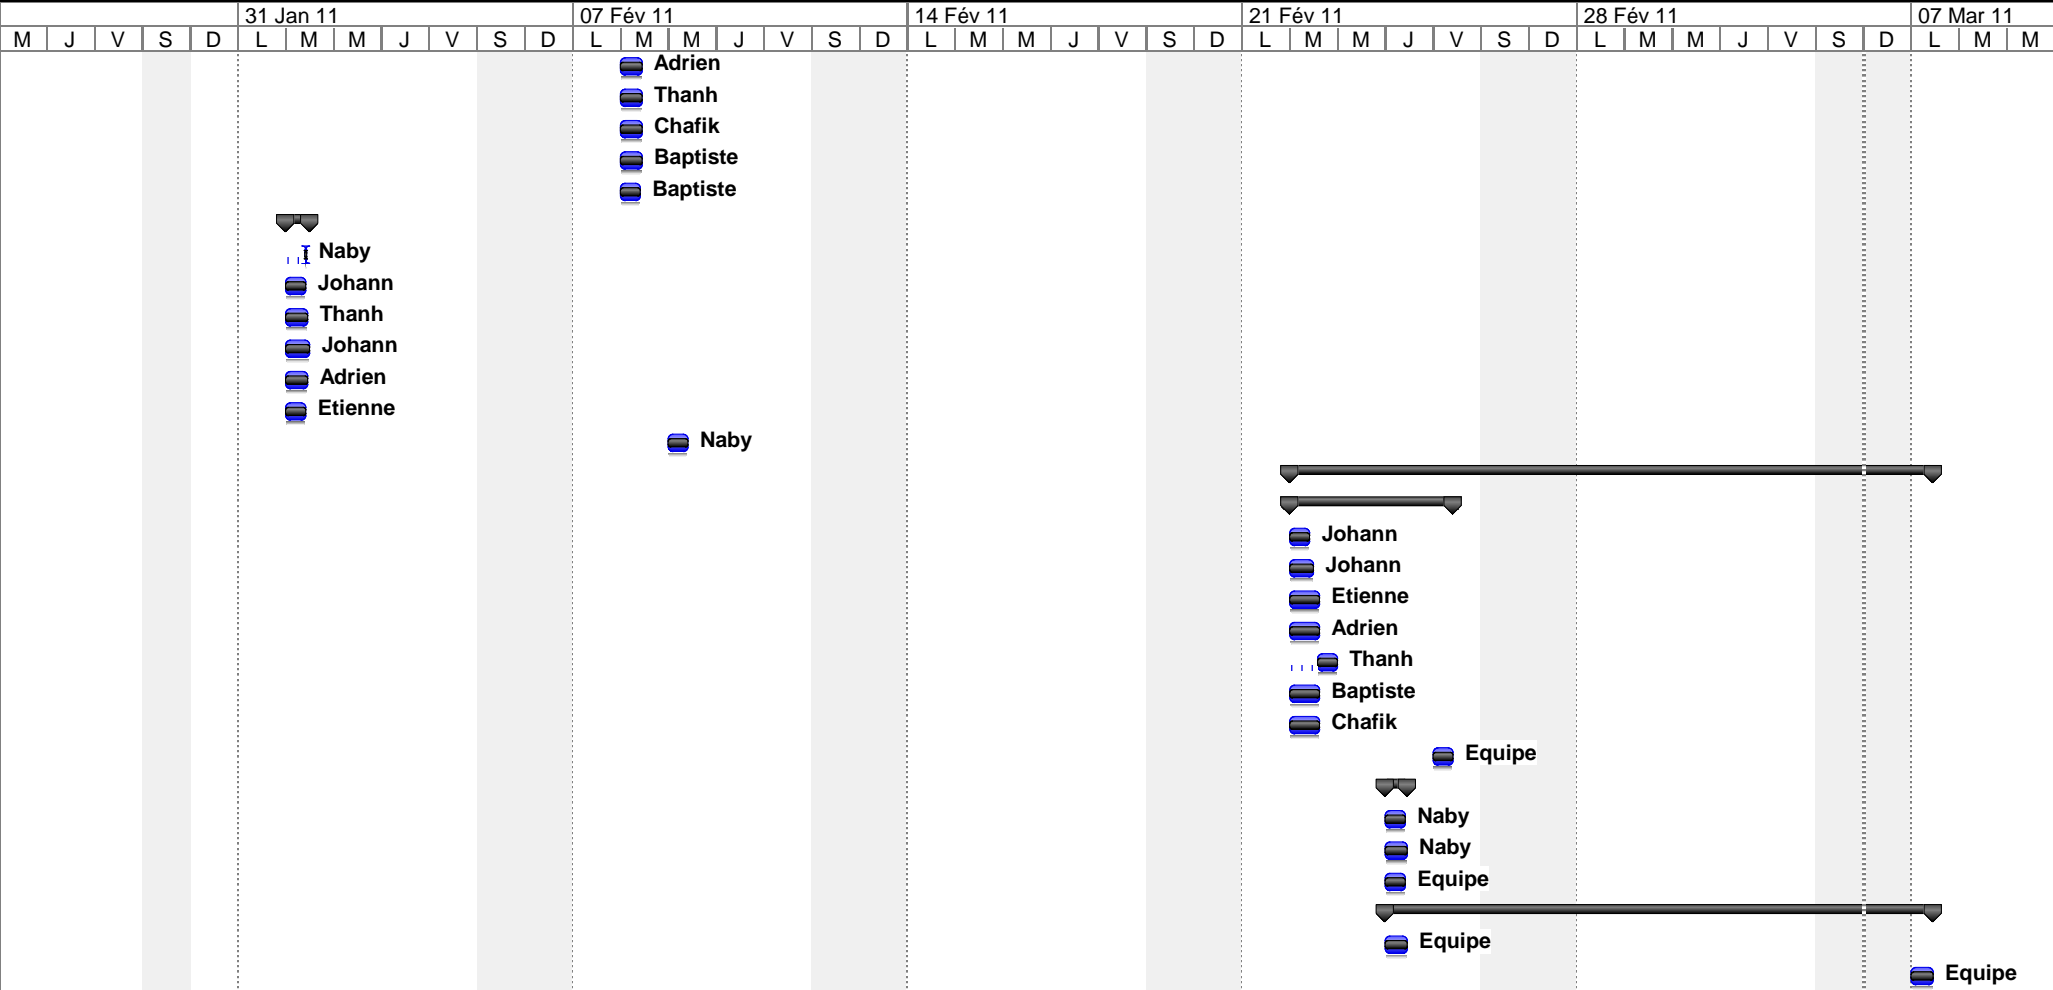 31 Jan 11 07 Fév 11 14 Fév 11 21 Fév 11 28 Fév 11 07 Mar 11
M J V S D L M M J V S D L M M J V S D L M M J V S D L M M J V S D L M M J V S D L M M
Adrien
Thanh
Chafik
Baptiste
Baptiste
Naby
Johann
Thanh
Johann
Adrien
Etienne
Naby
Johann
Johann
Etienne
Adrien
Thanh
Baptiste
Chafik
Equipe
Naby
Naby
Equipe
Equipe
Equipe